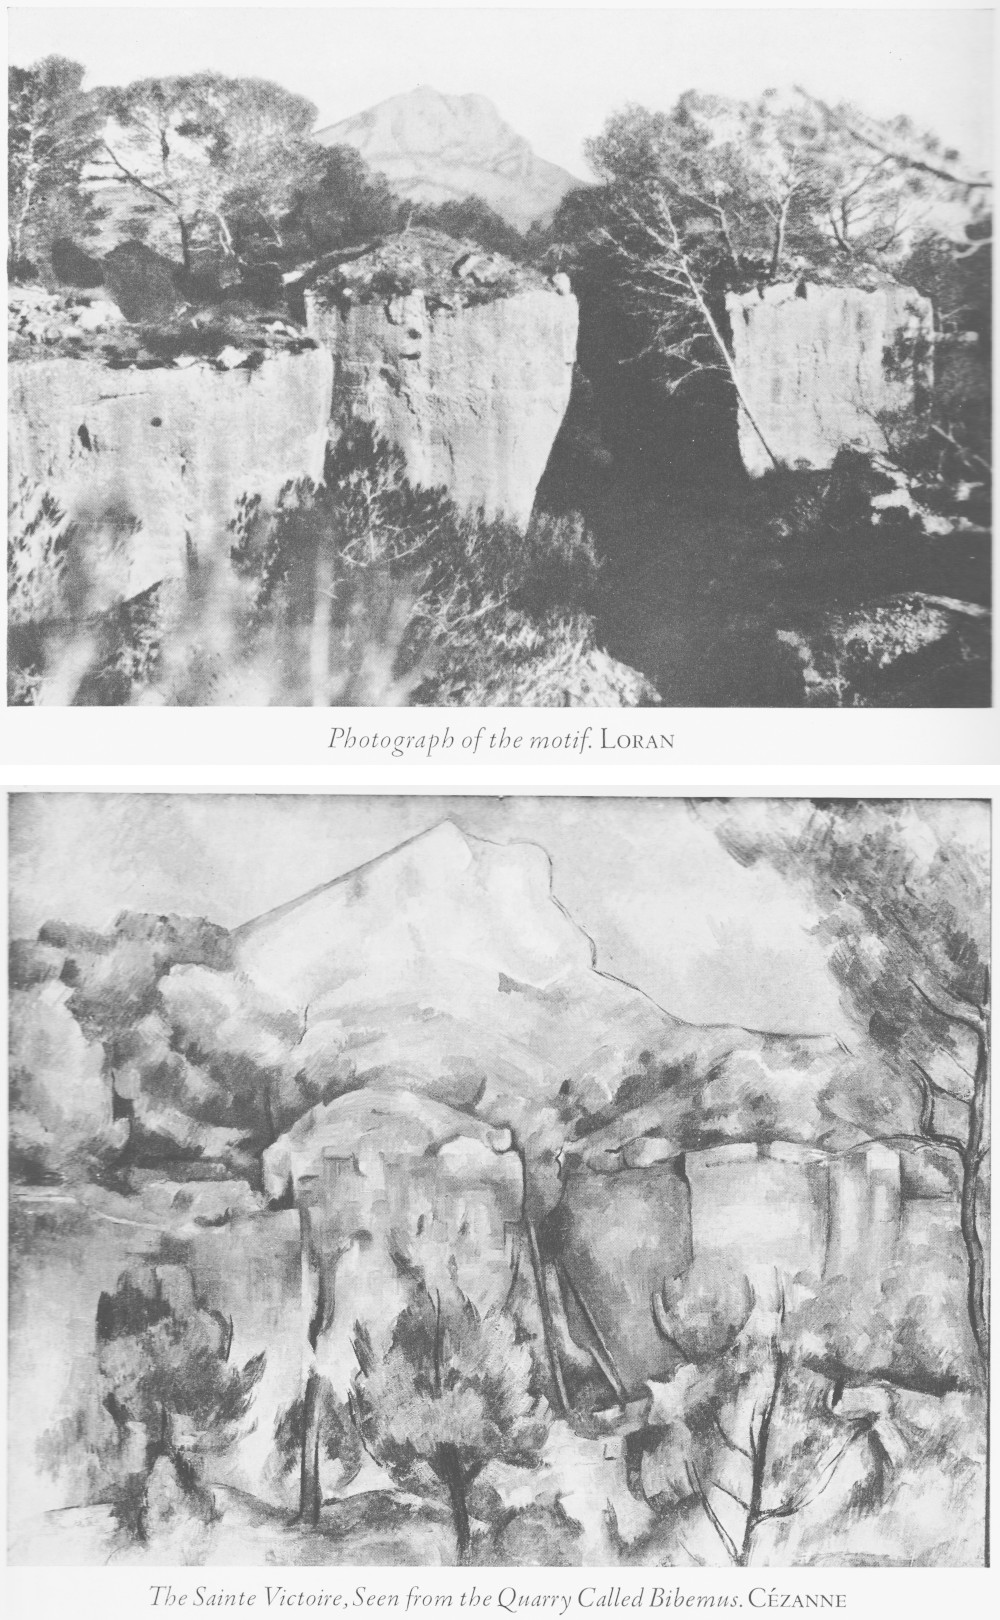 Photograph of the motif. LORAN
The Sainte Victoire, Seen from the Quarry Called Bibemus. CÉZANNE